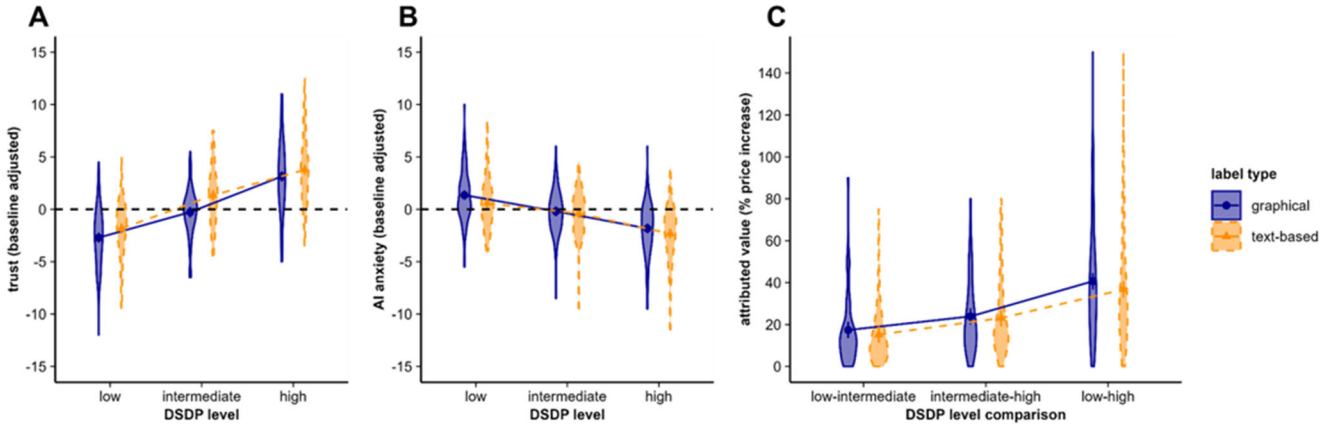 A
trust (baseline adjusted)
15
10
5
0
-5
-10
-15
low
intermediate
high
DSDP level
B
AI anxiety (baseline adjusted)
15
10
5
0
-5
-10
-15
low
intermediate
high
DSDP level
C
attributed value (% price increase)
140
120
100
80
60
40
20
0
low-intermediate
intermediate-high
low-high
DSDP level comparison
label type
graphical
text-based